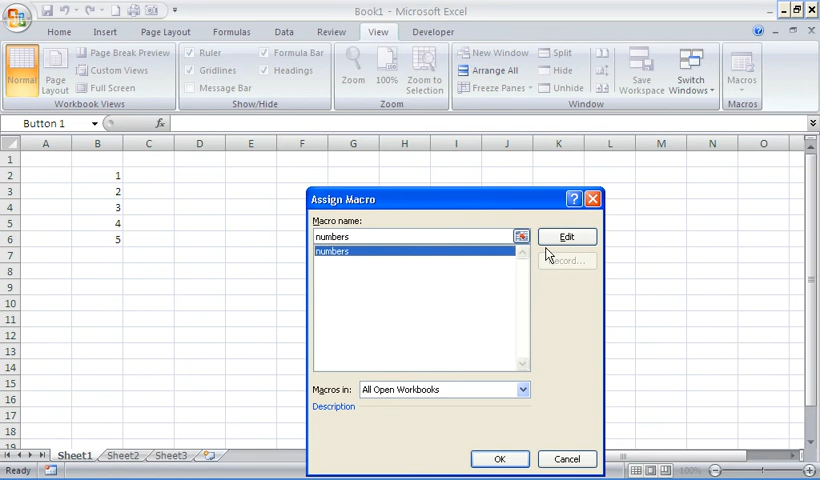 Book1 - Microsoft Excel
Home Insert Page Layout Formulas Data Review View Developer
Normal
Page Layout
Page Break Preview
Custom Views
Full Screen
Workbook Views
Ruler
Gridlines
Message Bar
Formula Bar
Headings
Show/Hide
Zoom
100%
Zoom to Selection
Zoom
New Window
Arrange All
Freeze Panes
Split
Hide
Unhide
Save Workspace
Switch Windows
Window
Macros
Macros
Button 1
fx
A B C D E F G H I J K L M N O
1
2 1
3 2
4 3
5 4
6 5
7
8
9
10
11
12
13
14
15
16
17
18
19
Assign Macro
Macro name:
numbers
Edit
numbers
Record...
Macros in: All Open Workbooks
Description
OK Cancel
Sheet1 Sheet2 Sheet3
Ready
100%